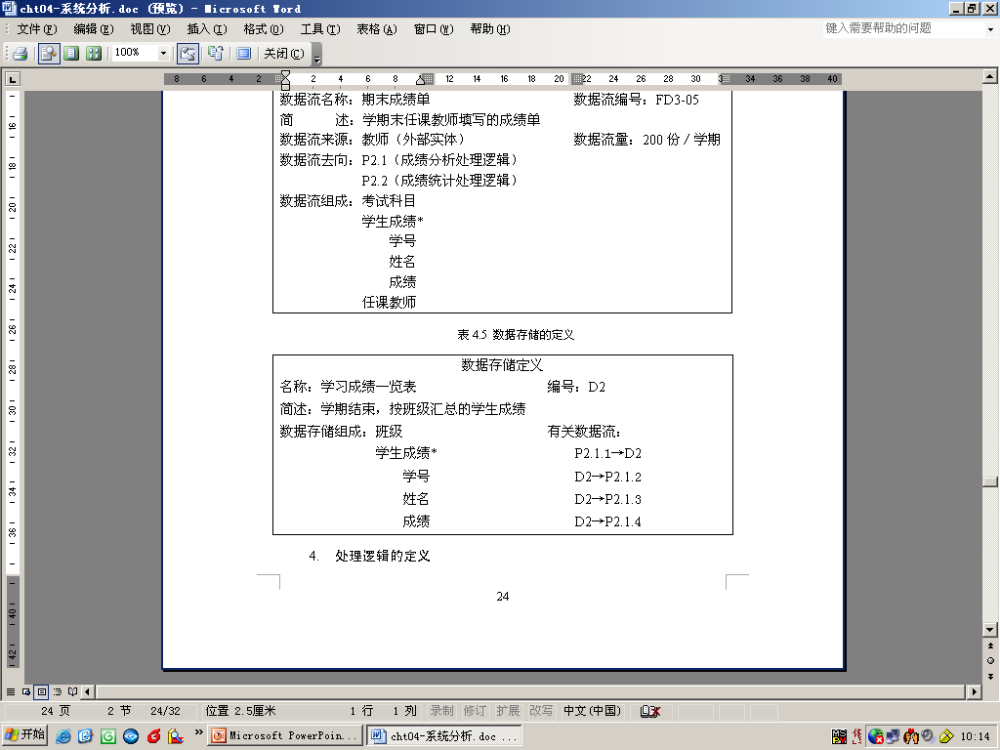 cht04-系统分析.doc (预览) - Microsoft Word
文件(F) 编辑(E) 视图(V) 插入(I) 格式(O) 工具(T) 表格(A) 窗口(W) 帮助(H) 键入需要帮助的问题
100% 关闭(C)
8 6 4 2 2 4 6 8 12 14 16 18 20 22 24 26 28 30 34 36 38 40
16
18
20
22
24
26
28
30
32
34
36
40
42
数据流名称：期末成绩单 数据流编号：FD3-05
简 述：学期末任课教师填写的成绩单
数据流来源：教师（外部实体） 数据流量：200 份／学期
数据流去向：P2.1（成绩分析处理逻辑）
P2.2（成绩统计处理逻辑）
数据流组成：考试科目
学生成绩*
学号
姓名
成绩
任课教师
表 4.5 数据存储的定义
数据存储定义
名称：学习成绩一览表 编号：D2
简述：学期结束，按班级汇总的学生成绩
数据存储组成：班级 有关数据流：
学生成绩* P2.1.1→D2
学号 D2→P2.1.2
姓名 D2→P2.1.3
成绩 D2→P2.1.4
4. 处理逻辑的定义
24
24 页 2 节 24/32 位置 2.5厘米 1 行 1 列 录制 修订 扩展 改写 中文(中国)
开始 Microsoft PowerPoin... cht04-系统分析.doc ... 10:14